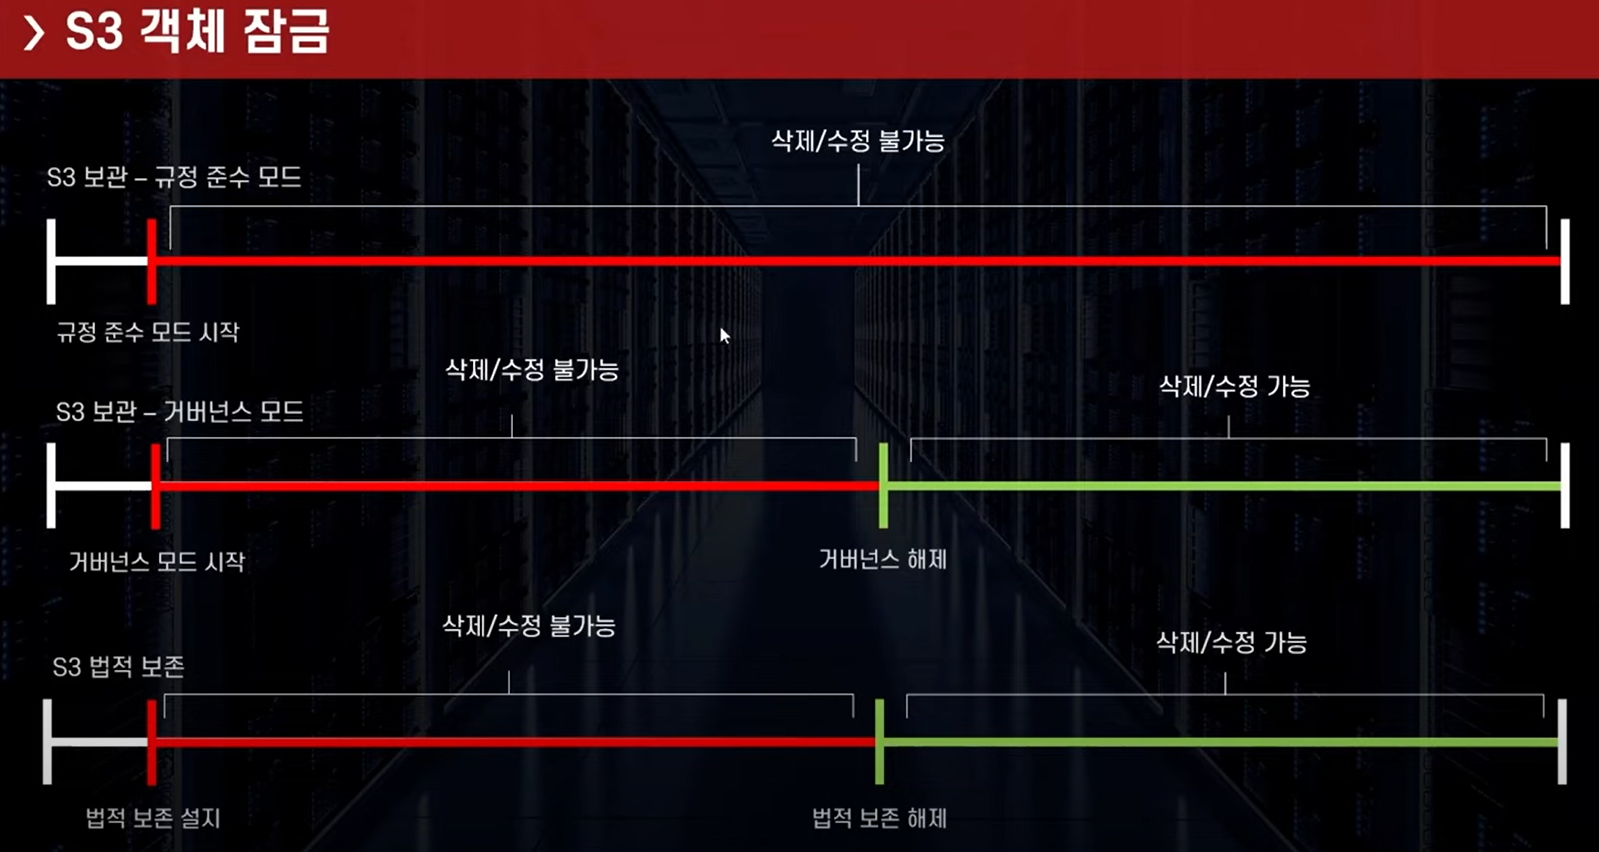 › S3 객체 잠금
삭제/수정 불가능
S3 보관 – 규정 준수 모드
규정 준수 모드 시작
삭제/수정 불가능
삭제/수정 가능
S3 보관 – 거버넌스 모드
거버넌스 모드 시작
거버넌스 해제
삭제/수정 불가능
삭제/수정 가능
S3 법적 보존
법적 보존 설지
법적 보존 해제